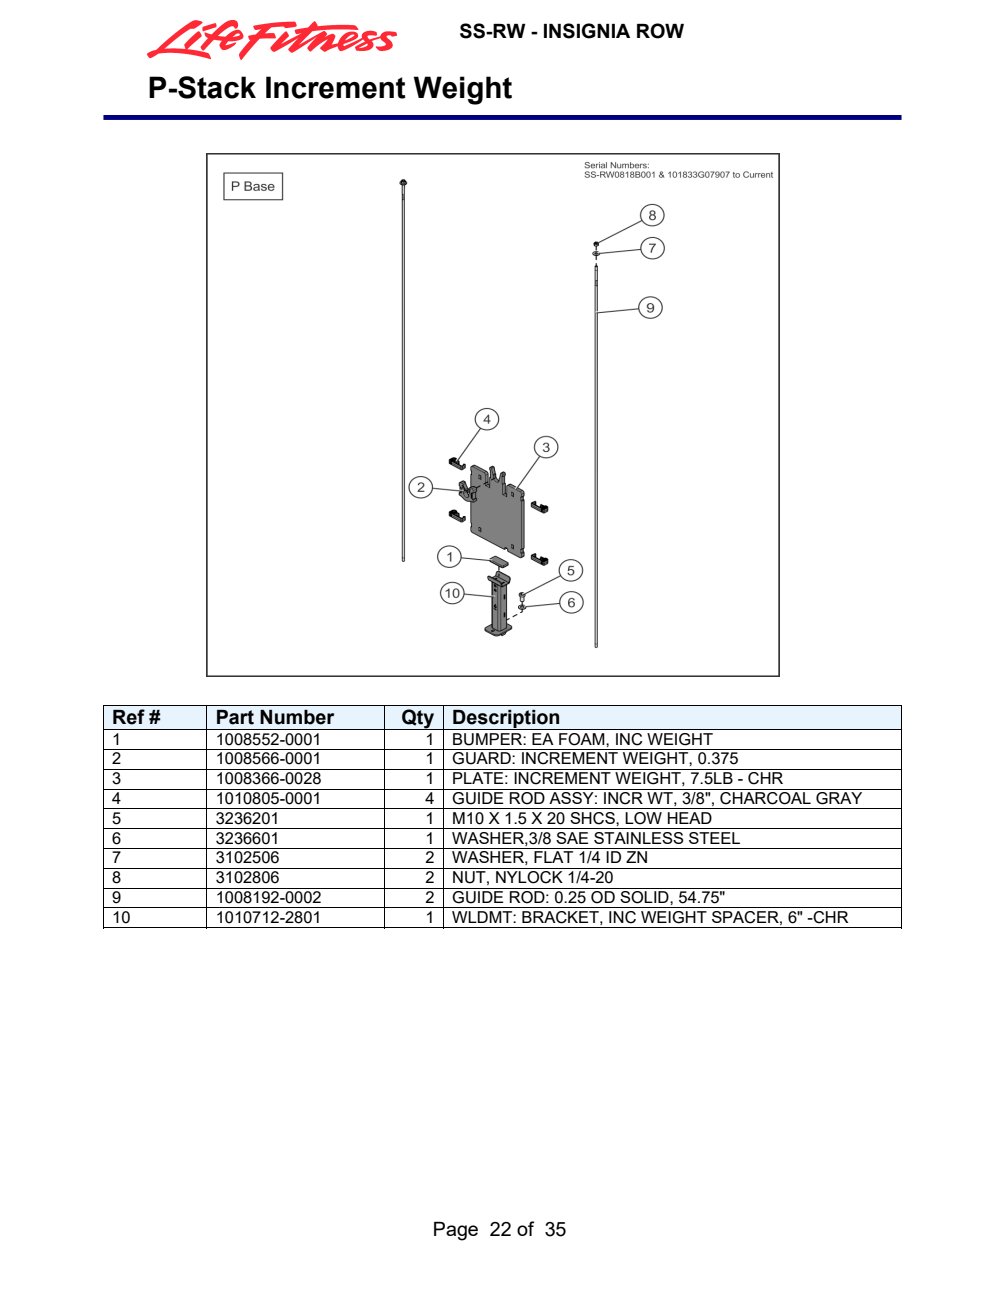 Life Fitness
SS-RW - INSIGNIA ROW
P-Stack Increment Weight
Serial Numbers:
SS-RW0818B001 & 101833G07907 to Current
P Base
8
7
9
4
3
2
1
5
10
6
Ref # Part Number Qty Description
1 1008552-0001 1 BUMPER: EA FOAM, INC WEIGHT
2 1008566-0001 1 GUARD: INCREMENT WEIGHT, 0.375
3 1008366-0028 1 PLATE: INCREMENT WEIGHT, 7.5LB - CHR
4 1010805-0001 4 GUIDE ROD ASSY: INCR WT, 3/8", CHARCOAL GRAY
5 3236201 1 M10 X 1.5 X 20 SHCS, LOW HEAD
6 3236601 1 WASHER,3/8 SAE STAINLESS STEEL
7 3102506 2 WASHER, FLAT 1/4 ID ZN
8 3102806 2 NUT, NYLOCK 1/4-20
9 1008192-0002 2 GUIDE ROD: 0.25 OD SOLID, 54.75"
10 1010712-2801 1 WLDMT: BRACKET, INC WEIGHT SPACER, 6" -CHR
Page 22 of 35